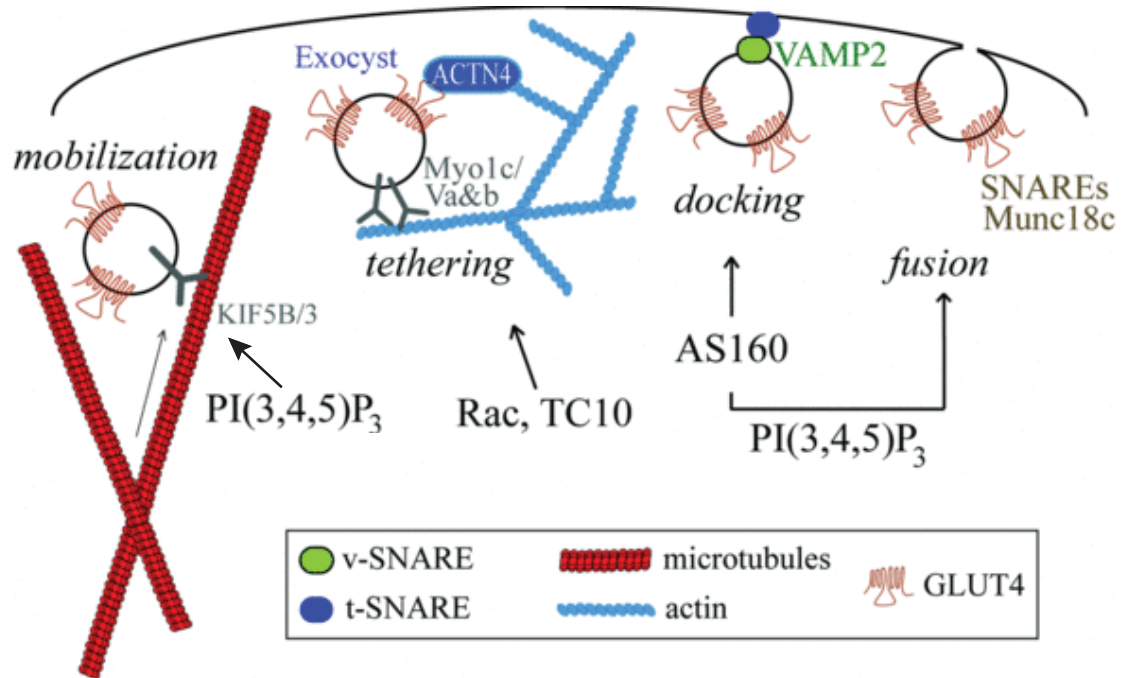 Exocyst
ACTN4
VAMP2
mobilization
Myo1c/
Va&b
SNAREs
Munc18c
docking
tethering
fusion
KIF5B/3
AS160
PI(3,4,5)P3
Rac, TC10
PI(3,4,5)P3
v-SNARE
microtubules
GLUT4
t-SNARE
actin